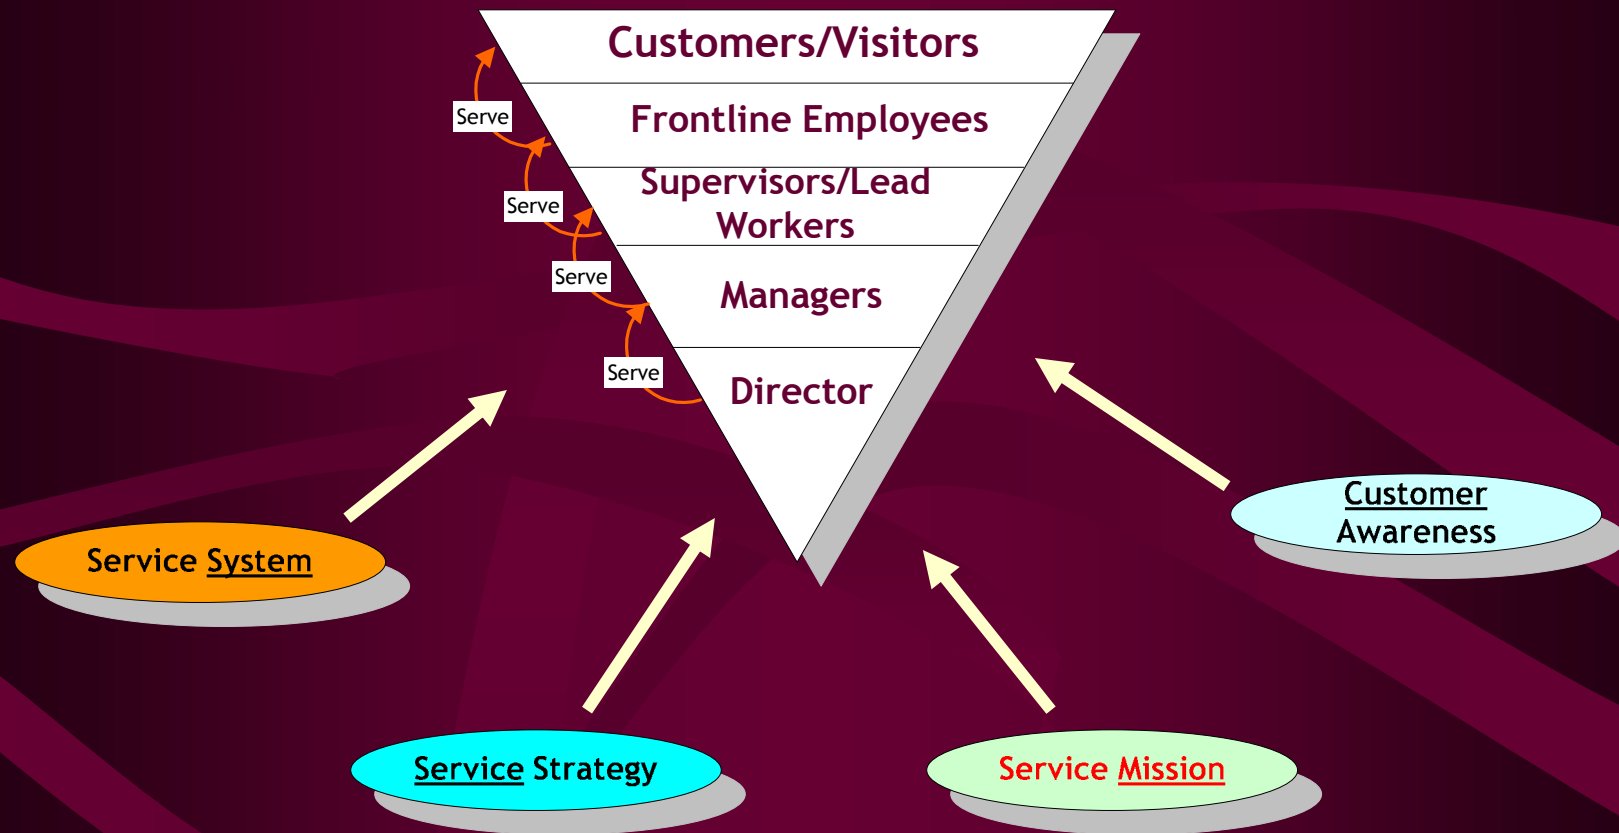 Customers/Visitors
Serve
Frontline Employees
Serve
Supervisors/Lead
Workers
Serve
Managers
Serve
Director
Customer
Awareness
Service System
Service Strategy
Service Mission